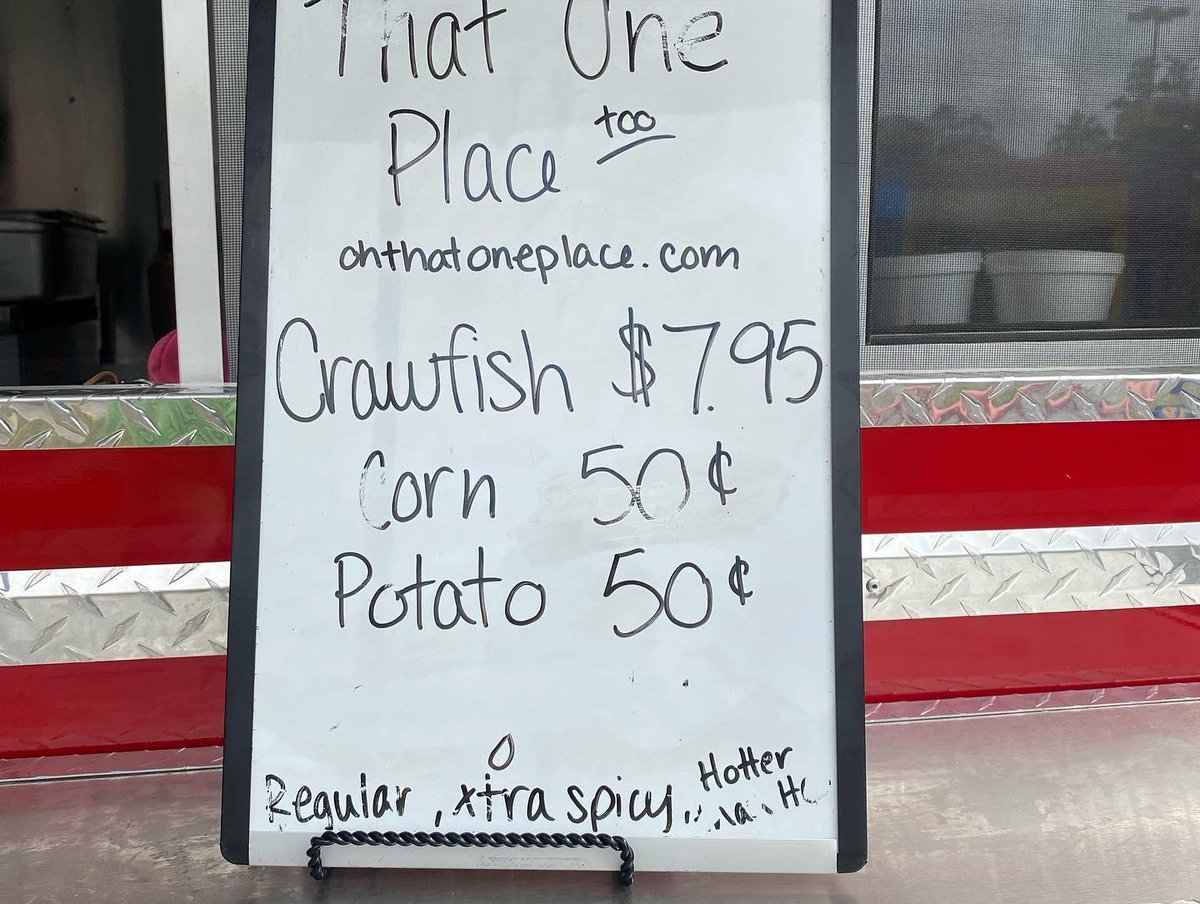 That One
Place too
ohthatoneplace.com
Crawfish $7.95
Corn 50¢
Potato 50¢
Regular, xtra spicy, Hotter